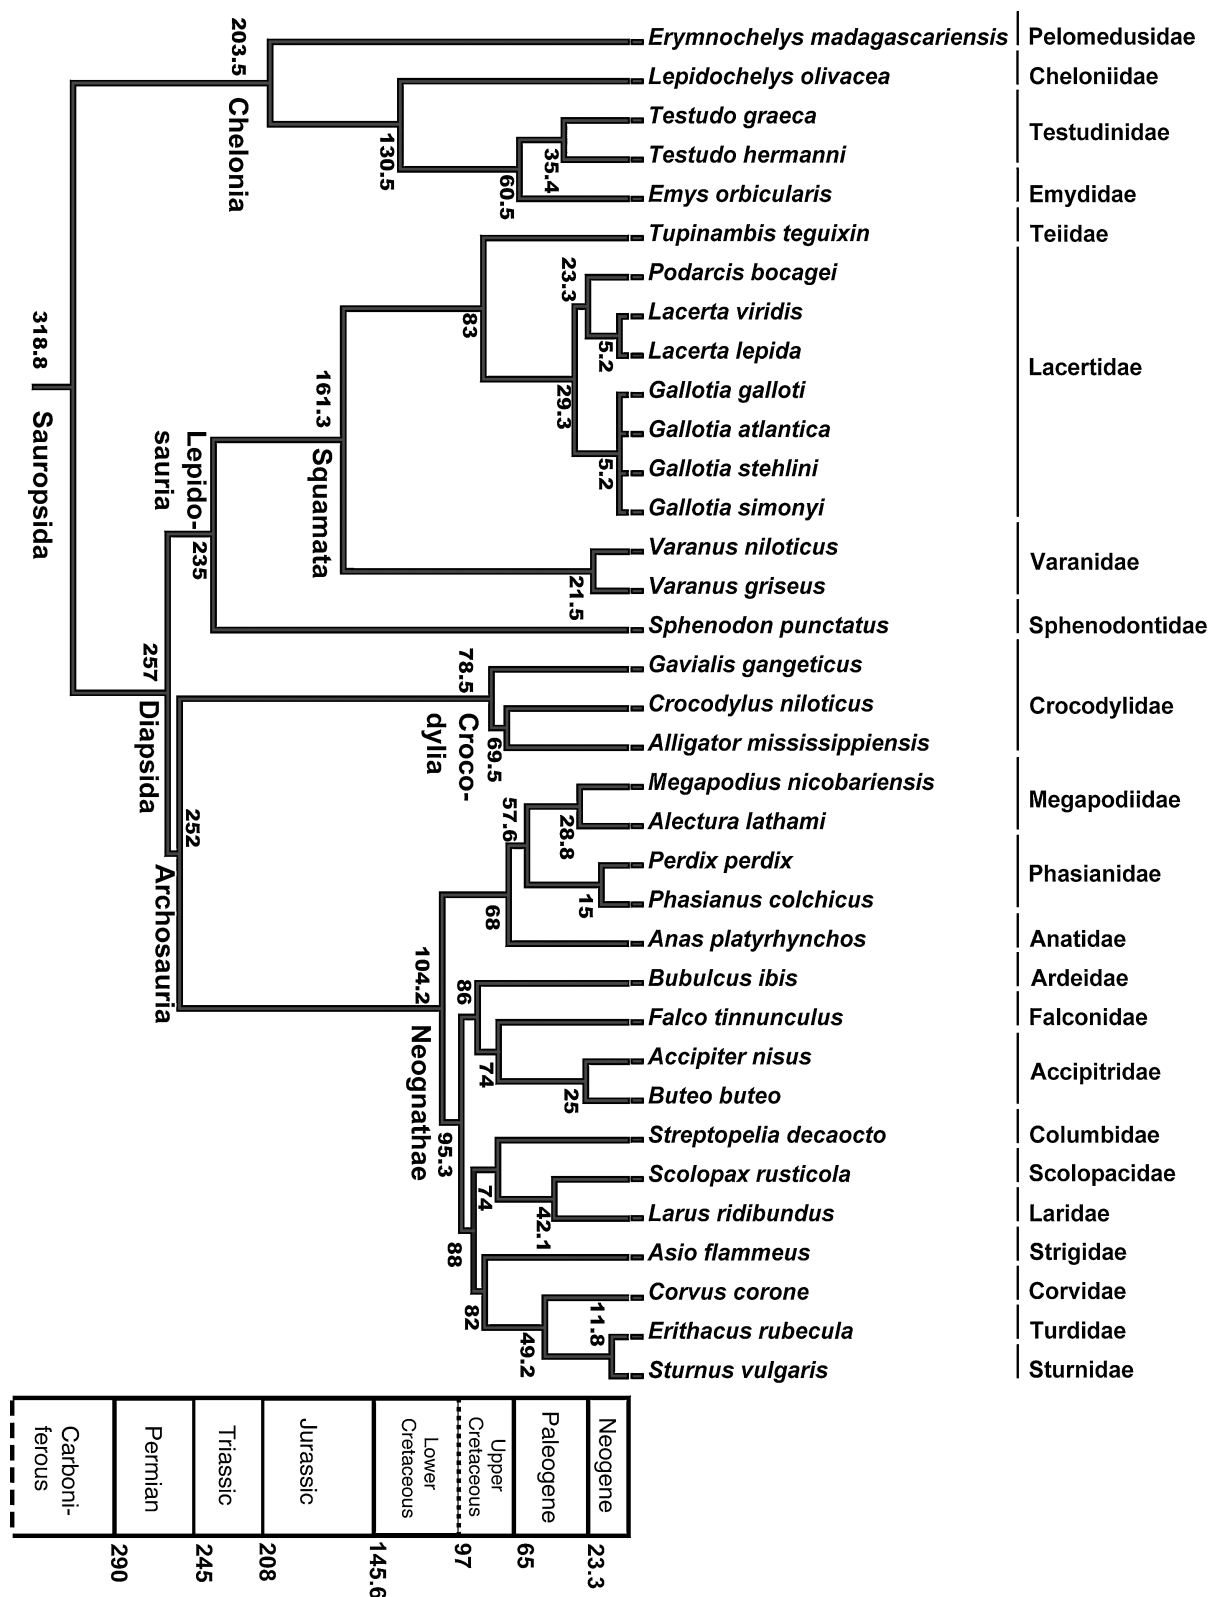 Erymnochelys madagascariensis Pelomedusidae
Lepidochelys olivacea Cheloniidae
Testudo graeca
Testudinidae
Testudo hermanni
Emys orbicularis Emydidae
Tupinambis teguixin Teiidae
Podarcis bocagei
Lacerta viridis
Lacerta lepida
Lacertidae
Gallotia galloti
Gallotia atlantica
Gallotia stehlini
Gallotia simonyi
Varanus niloticus
Varanidae
Varanus griseus
Sphenodon punctatus Sphenodontidae
Gavialis gangeticus
Crocodylus niloticus Crocodylidae
Alligator mississippiensis
Megapodius nicobariensis
Megapodiidae
Alectura lathami
Perdix perdix
Phasianidae
Phasianus colchicus
Anas platyrhynchos Anatidae
Bubulcus ibis Ardeidae
Falco tinnunculus Falconidae
Accipiter nisus
Accipitridae
Buteo buteo
Streptopelia decaocto Columbidae
Scolopax rusticola Scolopacidae
Larus ridibundus Laridae
Asio flammeus Strigidae
Corvus corone Corvidae
Erithacus rubecula Turdidae
Sturnus vulgaris Sturnidae
203.5 Chelonia
130.5
35.4
60.5
23.3
83
5.2
318.8 Sauropsida
161.3 Squamata
29.3
5.2
Lepido-
sauria
235
21.5
257 Diapsida
78.5 Croco-
dylia
69.5
252
Archosauria
57.6
28.8
15
68
104.2 Neognathae
86
74
25
95.3
74
42.1
88
82
49.2
11.8
Carboni-
ferous
Permian
Triassic
Jurassic
Lower
Cretaceous
Upper
Cretaceous
Paleogene
Neogene
290
245
208
145.6
97
65
23.3